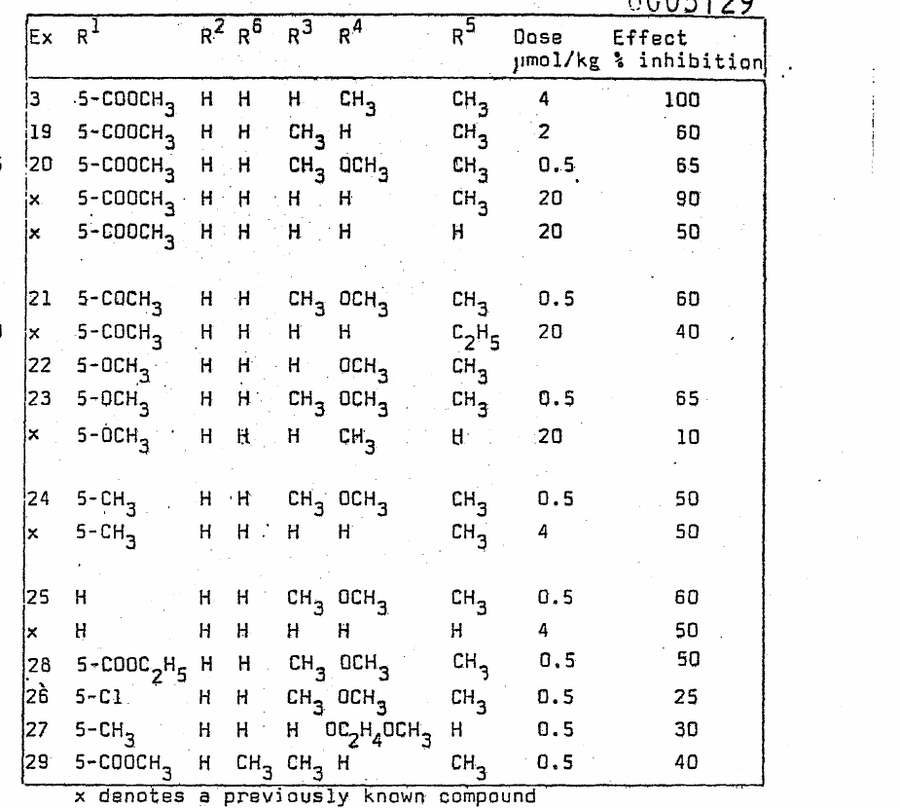 0005129
Ex R1 R2 R6 R3 R4 R5 Dose Effect
µmol/kg % inhibition
3 5-COOCH3 H H H CH3 CH3 4 100
19 5-COOCH3 H H CH3 H CH3 2 60
20 5-COOCH3 H H CH3 OCH3 CH3 0.5 65
x 5-COOCH3 H H H H CH3 20 90
x 5-COOCH3 H H H H H 20 50
21 5-COCH3 H H CH3 OCH3 CH3 0.5 60
x 5-COCH3 H H H H C2H5 20 40
22 5-OCH3 H H H OCH3 CH3
23 5-OCH3 H H CH3 OCH3 CH3 0.5 65
x 5-OCH3 H H H CH3 H 20 10
24 5-CH3 H H CH3 OCH3 CH3 0.5 50
x 5-CH3 H H H H CH3 4 50
25 H H H CH3 OCH3 CH3 0.5 60
x H H H H H H 4 50
28 5-COOC2H5 H H CH3 OCH3 CH3 0.5 50
26 5-Cl H H CH3 OCH3 CH3 0.5 25
27 5-CH3 H H H OC2H4OCH3 H 0.5 30
29 5-COOCH3 H CH3 CH3 H CH3 0.5 40
x denotes a previously known compound